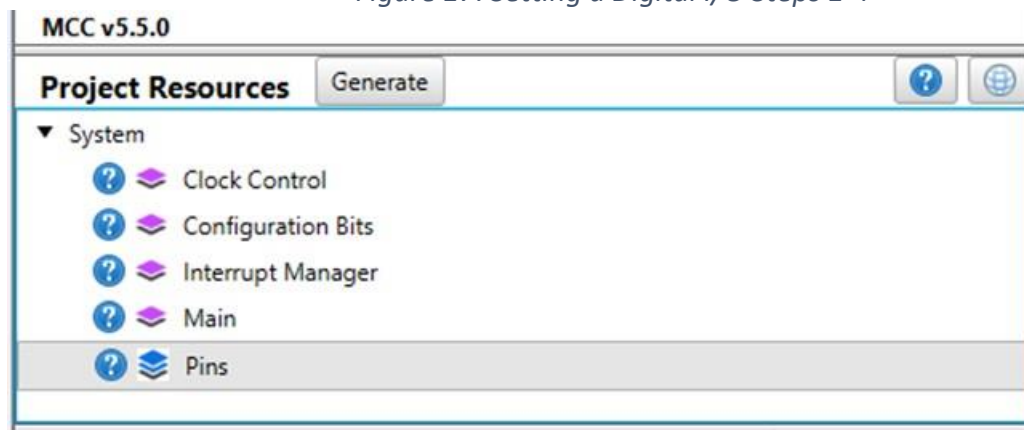 MCC v5.5.0
Project Resources Generate
System
Clock Control
Configuration Bits
Interrupt Manager
Main
Pins